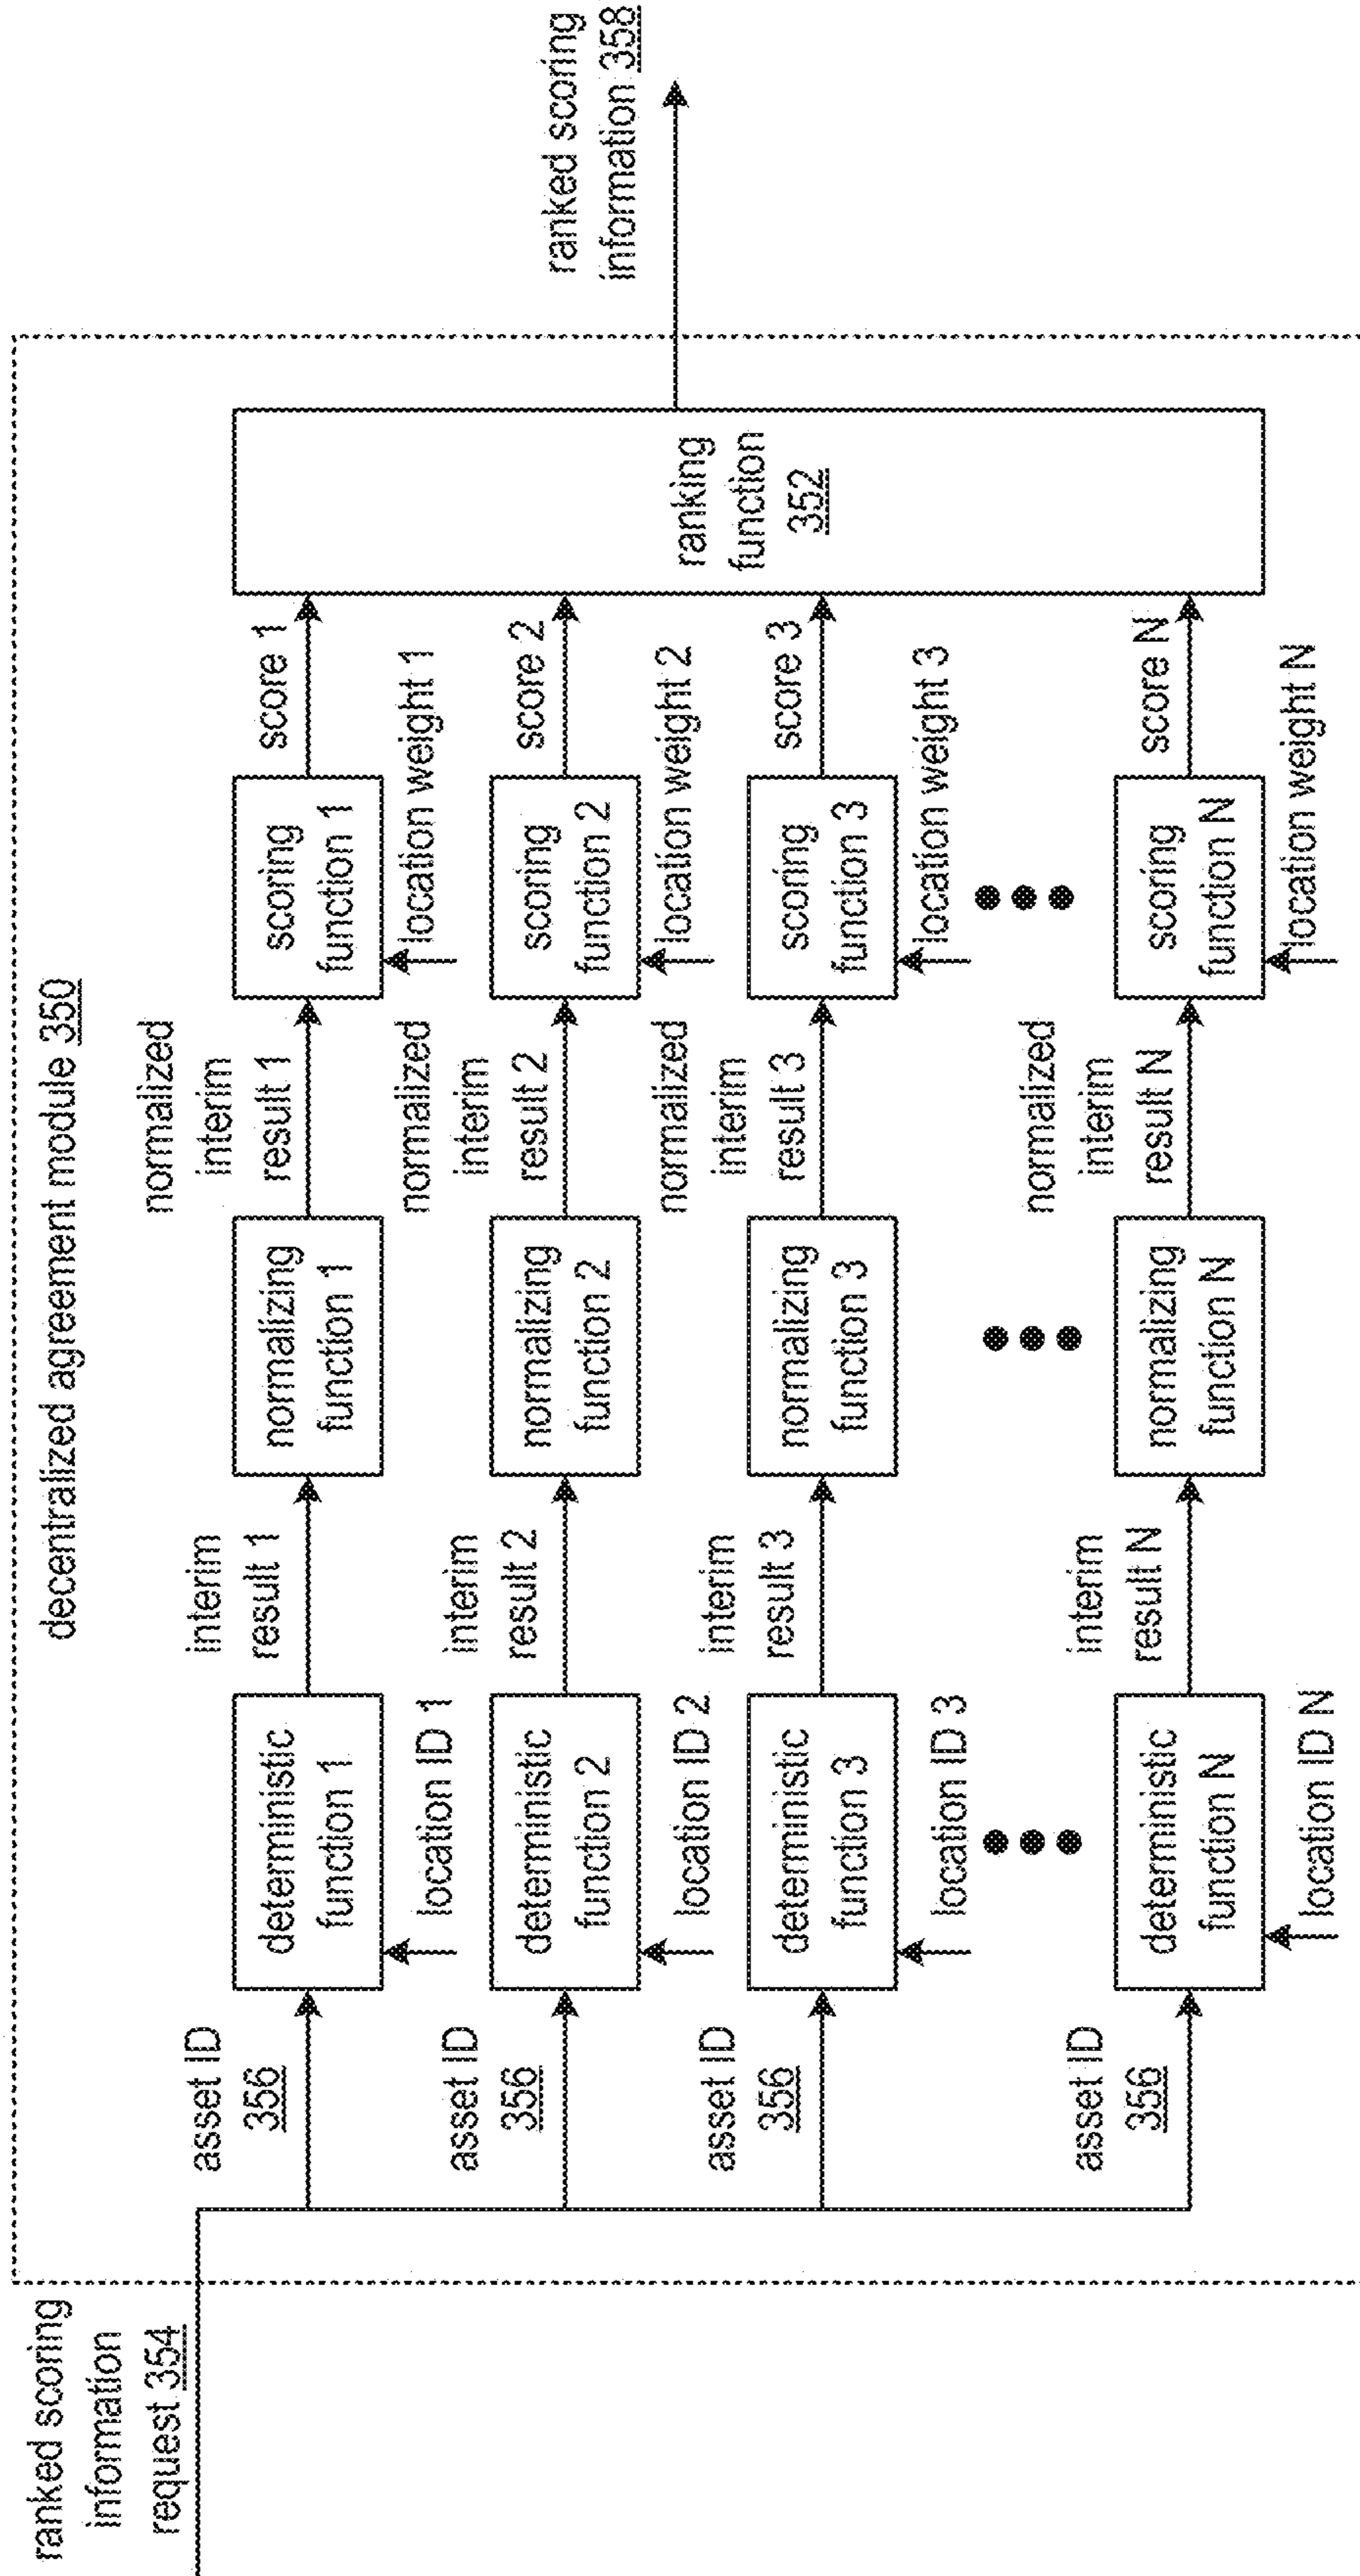 ranked scoring
information
request 354
decentralized agreement module 350
asset ID
356
deterministic
function 1
location ID 1
interim
result 1
normalizing
function 1
normalized
interim
result 1
scoring
function 1
location weight 1
score 1
asset ID
356
deterministic
function 2
location ID 2
interim
result 2
normalizing
function 2
normalized
interim
result 2
scoring
function 2
location weight 2
score 2
asset ID
356
deterministic
function 3
location ID 3
interim
result 3
normalizing
function 3
normalized
interim
result 3
scoring
function 3
location weight 3
score 3
asset ID
356
deterministic
function N
location ID N
interim
result N
normalizing
function N
normalized
interim
result N
scoring
function N
location weight N
score N
ranking
function
352
ranked scoring
information 358